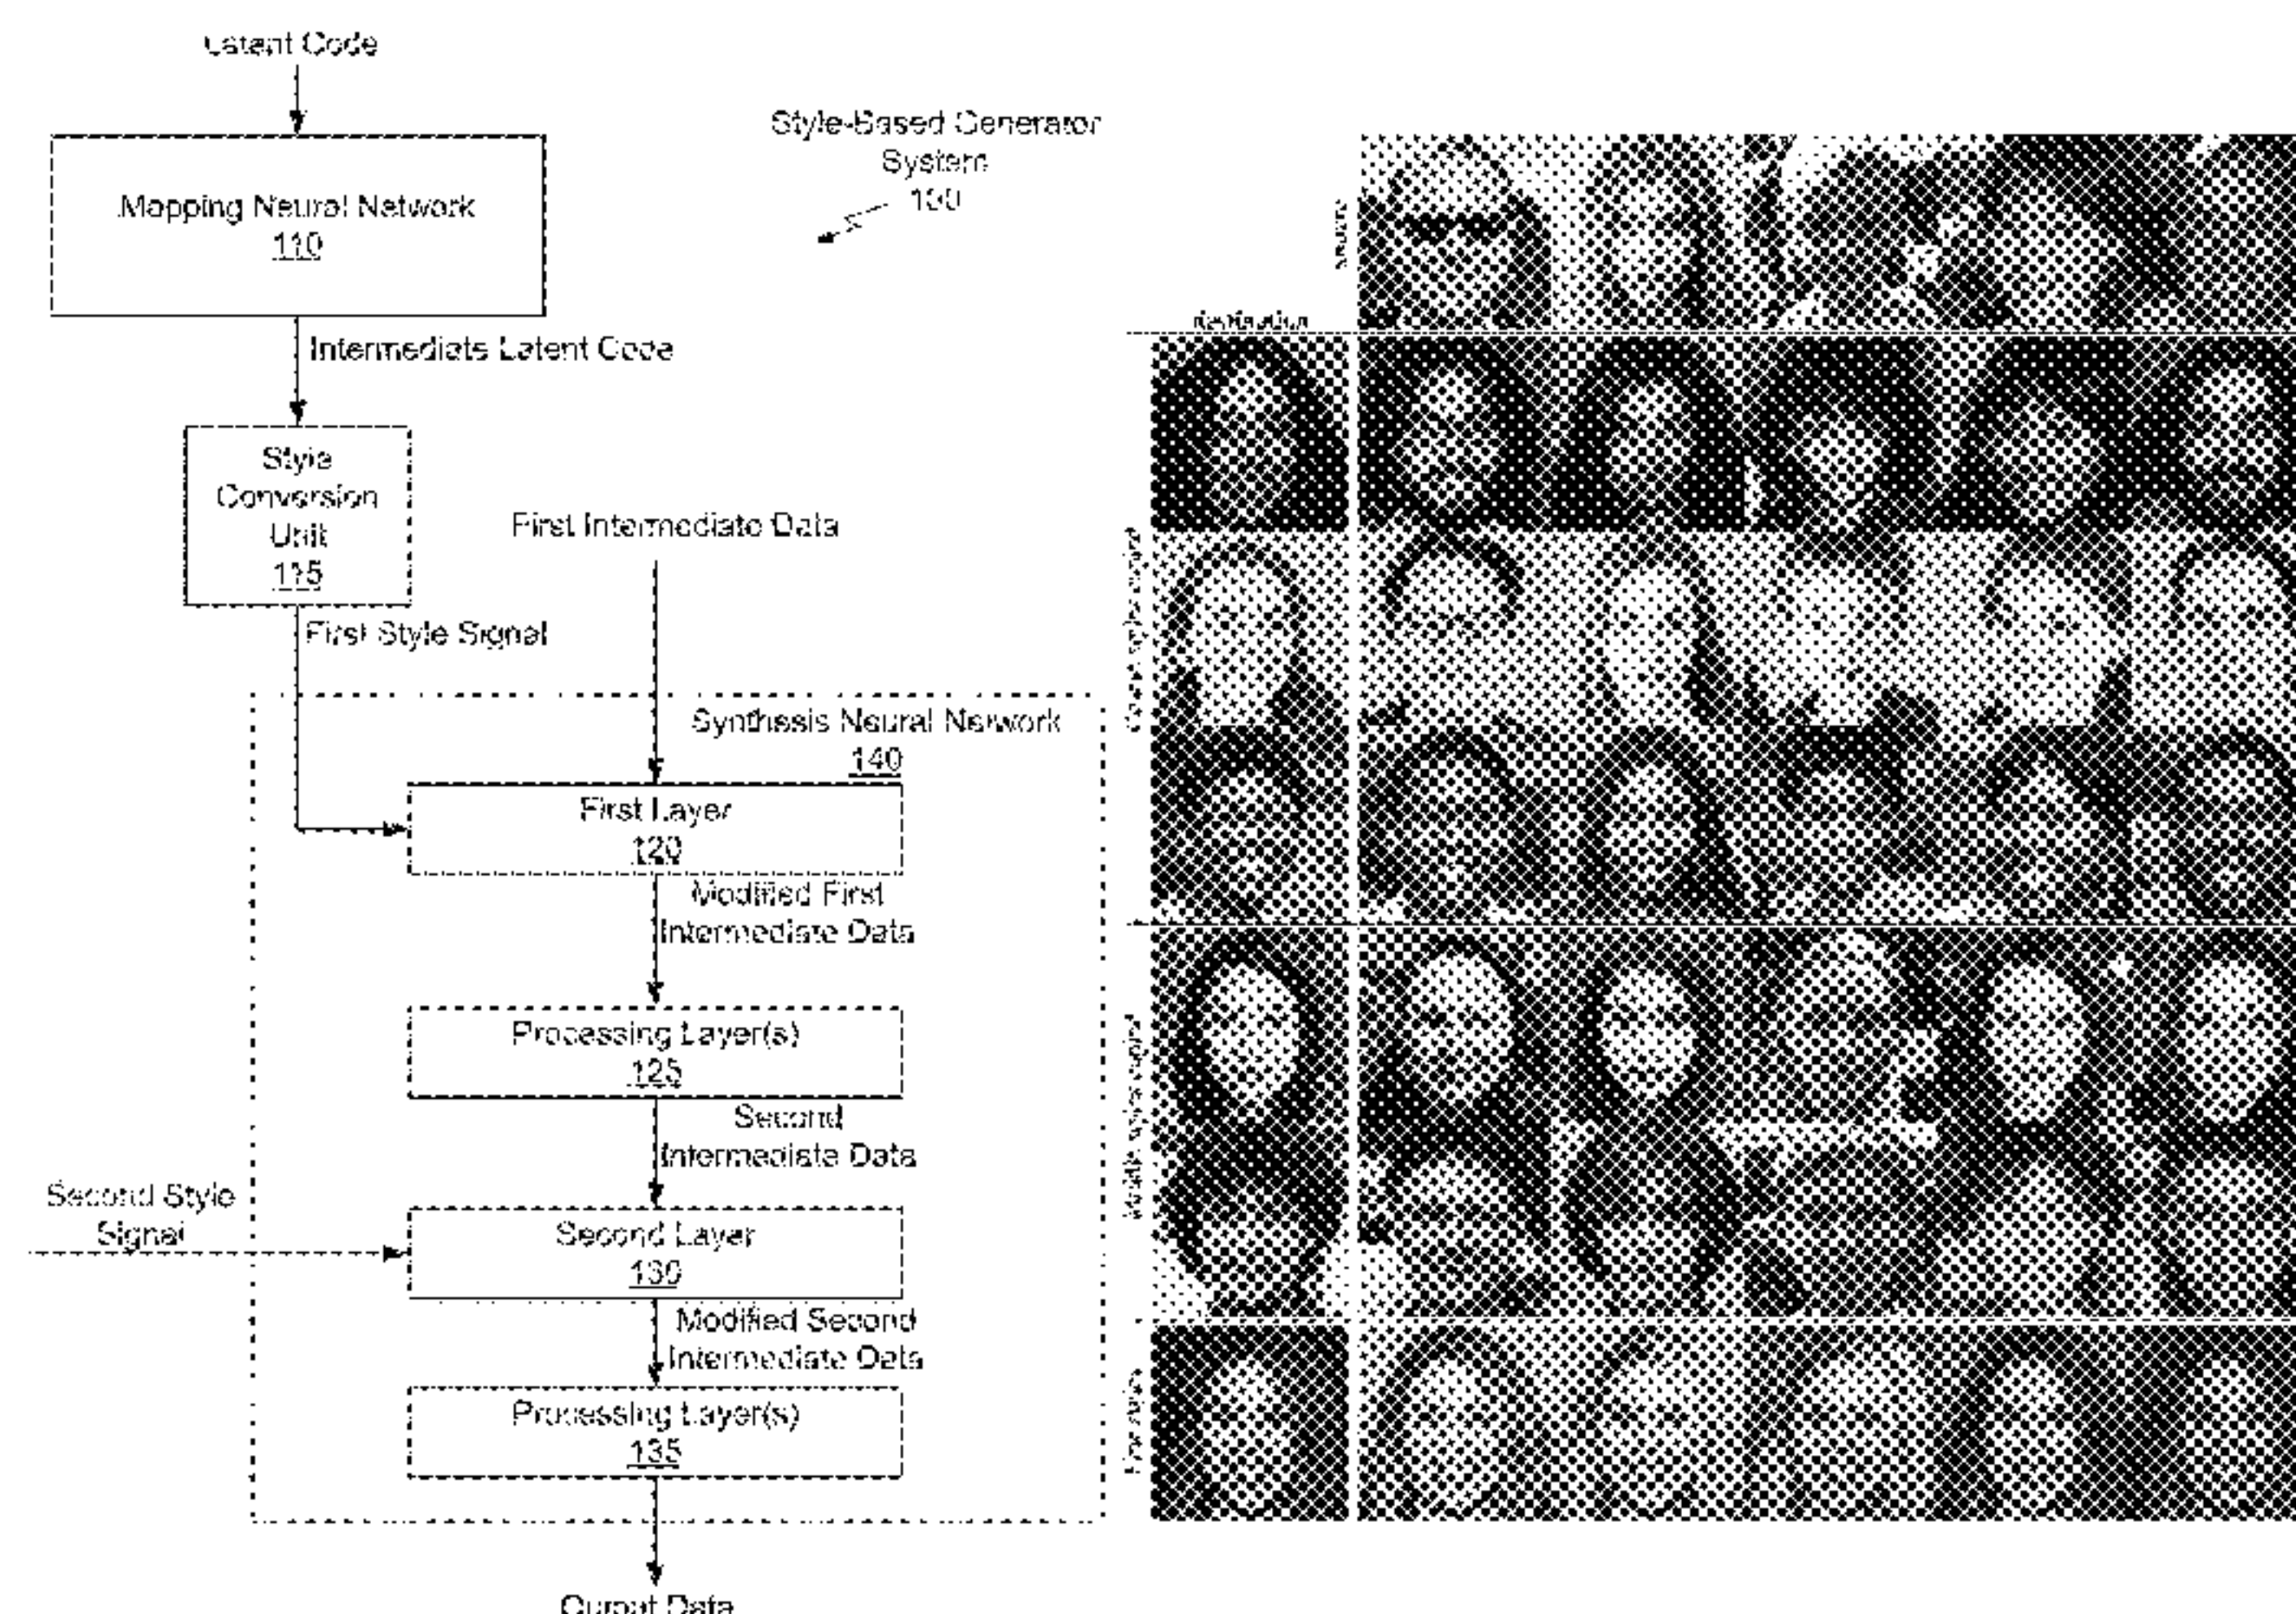 Latent Code
Mapping Neural Network
110
Intermediate Latent Code
Style
Conversion
Unit
115
First Style Signal
Style-Based Generator
System
100
First Intermediate Data
Synthesis Neural Network
140
First Layer
120
Modified First
Intermediate Data
Processing Layer(s)
125
Second
Intermediate Data
Second Style
Signal
Second Layer
130
Modified Second
Intermediate Data
Processing Layer(s)
135
Output Data
source
destination